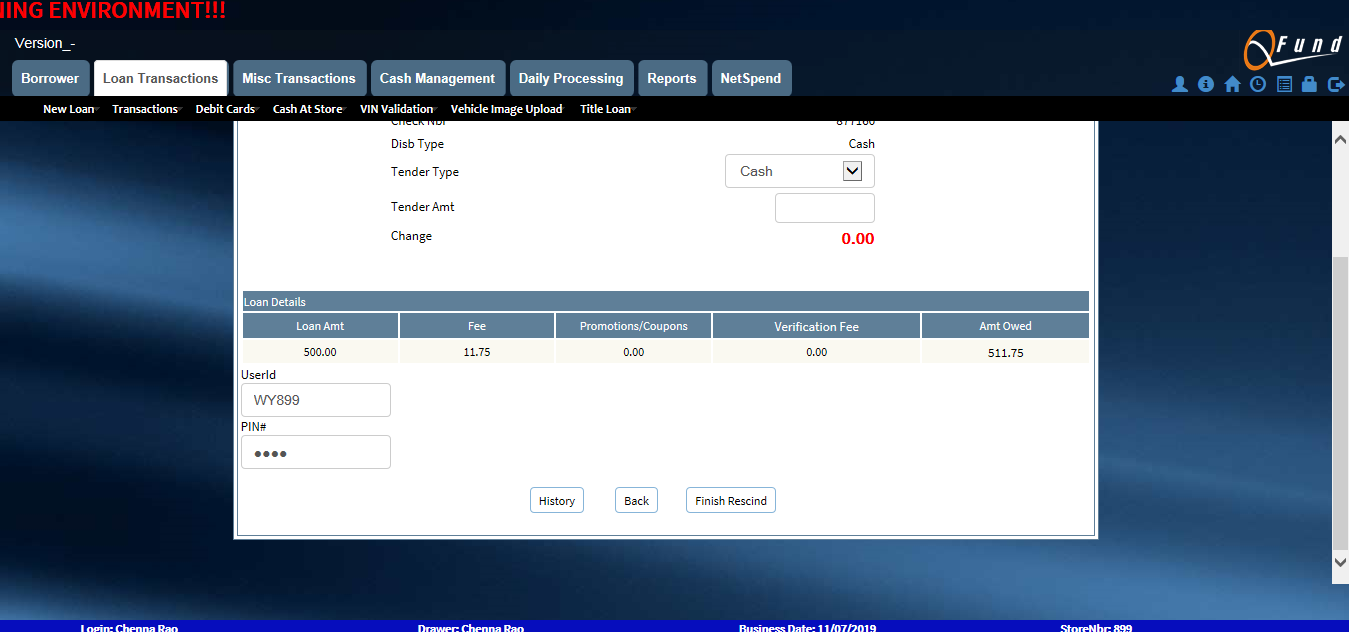 NING ENVIRONMENT!!!
Version_-
QFund
Borrower Loan Transactions Misc Transactions Cash Management Daily Processing Reports NetSpend
New Loan Transactions Debit Cards Cash At Store VIN Validation Vehicle Image Upload Title Loan
Check Nbr 877160
Disb Type Cash
Tender Type Cash
Tender Amt
Change 0.00
Loan Details
Loan Amt Fee Promotions/Coupons Verification Fee Amt Owed
500.00 11.75 0.00 0.00 511.75
UserId
WY899
PIN#
••••
History Back Finish Rescind
Login: Chenna Rao Drawer: Chenna Rao Business Date: 11/07/2019 StoreNbr: 899